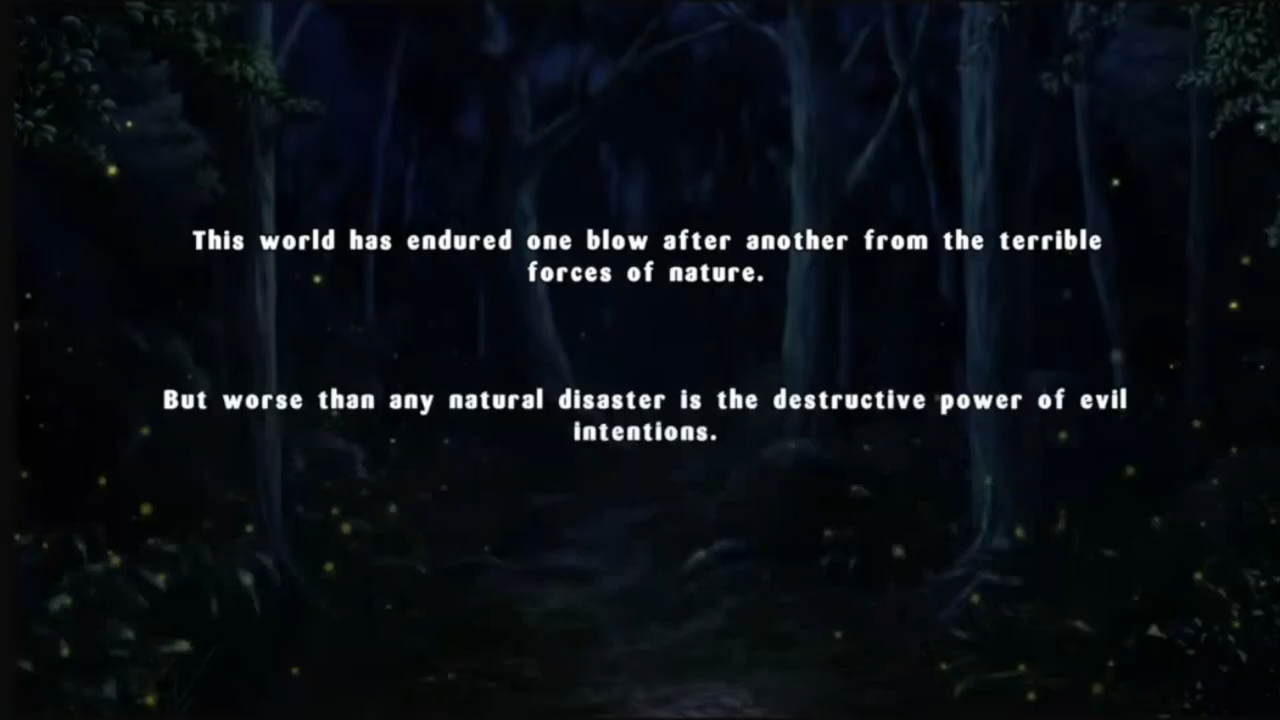 This world has endured one blow after another from the terrible
forces of nature.
But worse than any natural disaster is the destructive power of evil
intentions.